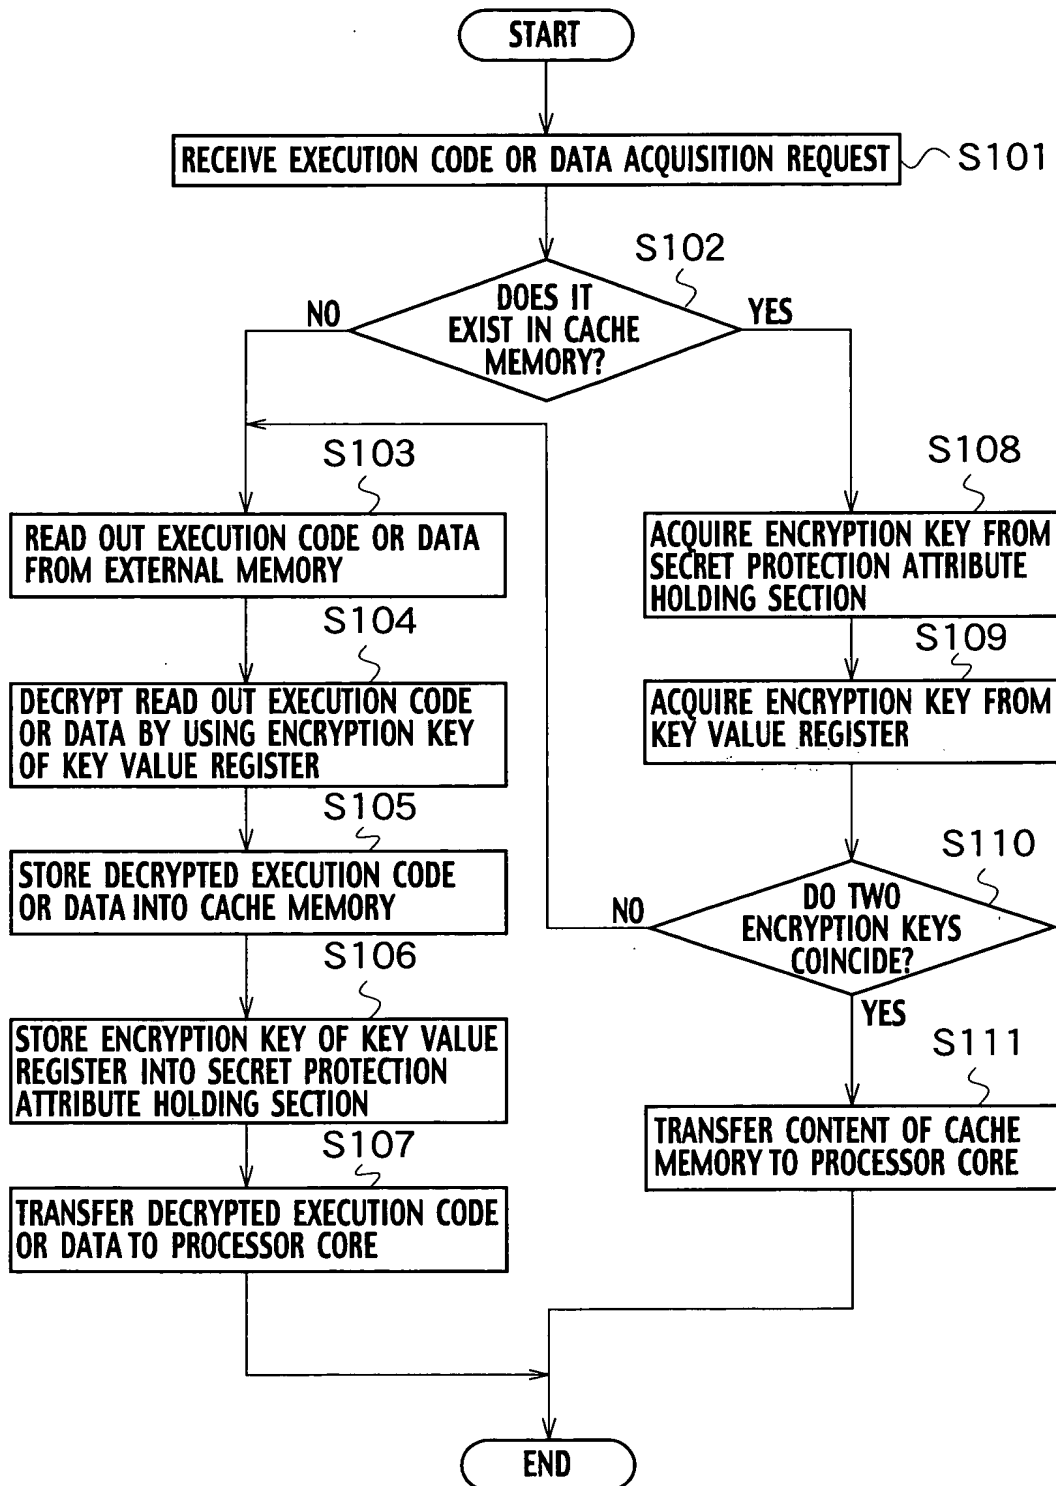 START
RECEIVE EXECUTION CODE OR DATA ACQUISITION REQUEST
S101
S102
DOES IT
EXIST IN CACHE
MEMORY?
NO
YES
S103
READ OUT EXECUTION CODE OR DATA
FROM EXTERNAL MEMORY
S104
DECRYPT READ OUT EXECUTION CODE
OR DATA BY USING ENCRYPTION KEY
OF KEY VALUE REGISTER
S105
STORE DECRYPTED EXECUTION CODE
OR DATA INTO CACHE MEMORY
S106
STORE ENCRYPTION KEY OF KEY VALUE
REGISTER INTO SECRET PROTECTION
ATTRIBUTE HOLDING SECTION
S107
TRANSFER DECRYPTED EXECUTION CODE
OR DATA TO PROCESSOR CORE
S108
ACQUIRE ENCRYPTION KEY FROM
SECRET PROTECTION ATTRIBUTE
HOLDING SECTION
S109
ACQUIRE ENCRYPTION KEY FROM
KEY VALUE REGISTER
S110
DO TWO
ENCRYPTION KEYS
COINCIDE?
NO
YES
S111
TRANSFER CONTENT OF CACHE
MEMORY TO PROCESSOR CORE
END